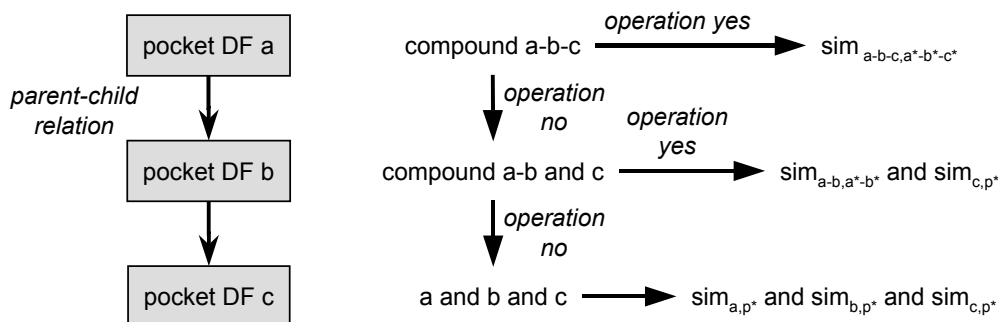 pocket DF a
parent-child
relation
pocket DF b
pocket DF c
compound a-b-c
operation yes
sim a-b-c,a*-b*-c*
operation
no
operation
yes
compound a-b and c
sim a-b,a*-b* and sim c,p*
operation
no
a and b and c
sim a,p* and sim b,p* and sim c,p*